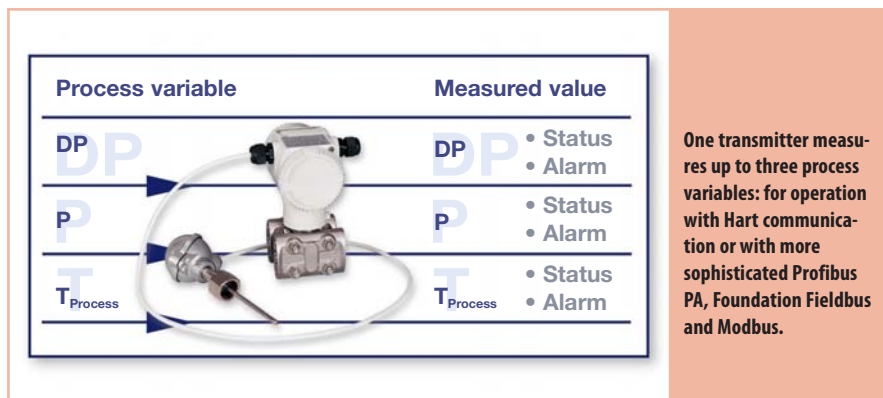 Process variable
Measured value
DP
DP
• Status
• Alarm
P
P
• Status
• Alarm
TProcess
TProcess
• Status
• Alarm
One transmitter measu-
res up to three process
variables: for operation
with Hart communica-
tion or with more
sophisticated Profibus
PA, Foundation Fieldbus
and Modbus.